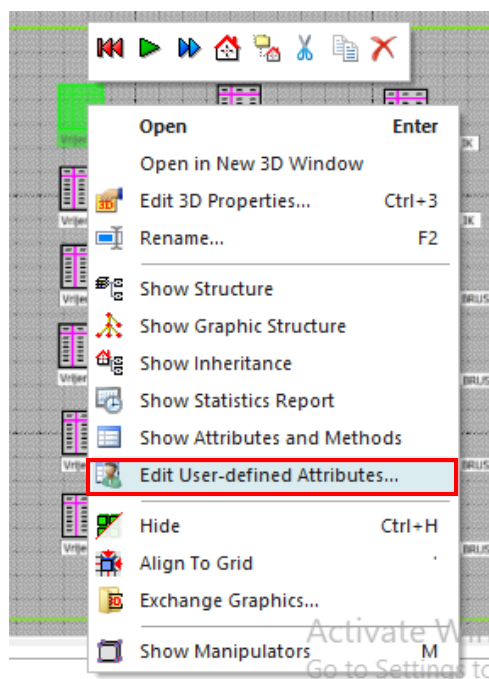 Open Enter
Open in New 3D Window
Edit 3D Properties... Ctrl+3
Rename... F2
Show Structure
Show Graphic Structure
Show Inheritance
Show Statistics Report
Show Attributes and Methods
Edit User-defined Attributes...
Hide Ctrl+H
Align To Grid
Exchange Graphics...
Show Manipulators M
Activate Win
Go to Settings to